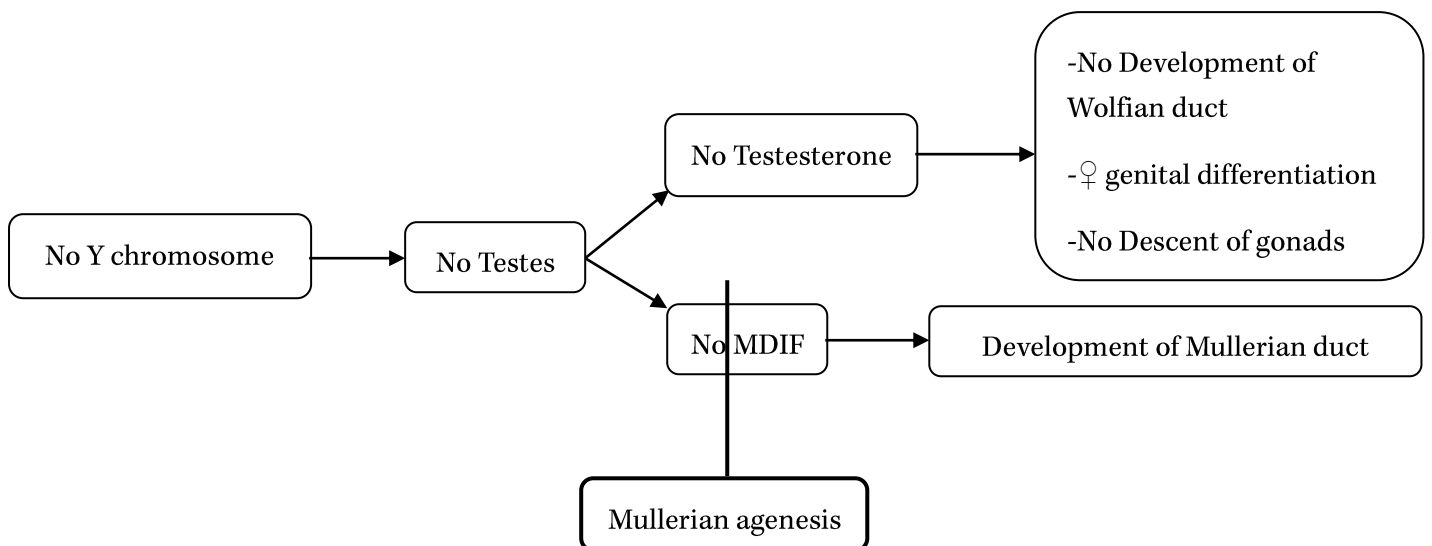 -No Development of
Wolfian duct
-♀ genital differentiation
-No Descent of gonads
No Testesterone
No Y chromosome
No Testes
No MDIF
Development of Mullerian duct
Mullerian agenesis